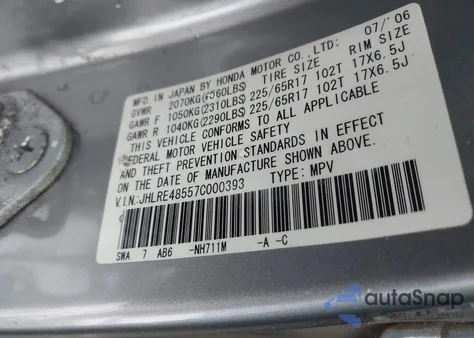 07/'06
MFD. IN JAPAN BY HONDA MOTOR CO., LTD:
GVWR 2070KG(4560LBS) TIRE SIZE RIM SIZE
GAWR F 1050KG(2310LBS) 225/65R17 102T 17X6.5J
GAWR R 1040KG(2290LBS) 225/65R17 102T 17X6.5J
THIS VEHICLE CONFORMS TO ALL APPLICABLE
FEDERAL MOTOR VEHICLE SAFETY
AND THEFT PREVENTION STANDARDS IN EFFECT
DATE OF MANUFACTURE SHOWN ABOVE.
V.I.N:JHLRE48557C000393 TYPE: MPV
SWA 7 AB6 -NH711M -A -C
autoSnap